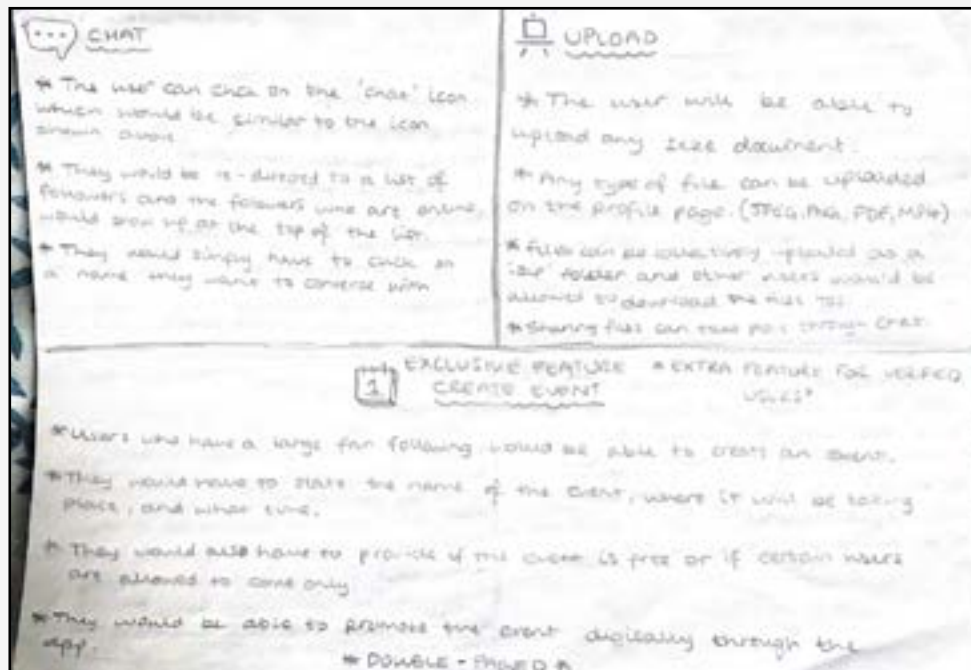 CHAT
* The user can click on the 'chat' icon
which would be similar to the icon
shown above
* They would be re-directed to a list of
followers and the followers who are online,
would show up at the top of the list.
* They would simply have to click on
a name they want to converse with
UPLOAD
* The user will be able to
upload any size document.
* Any type of file can be uploaded
on the profile page. (JPEG, PNG, PDF, MP4)
* Files can be collectively uploaded as a
'zip' folder and other users would be
allowed to download the files too.
* Sharing files can take place through chat.
1
EXCLUSIVE FEATURE * EXTRA FEATURE FOR VERIFIED
CREATE EVENT USERS*
* Users who have a large fan following would be able to create an event.
* They would have to state the name of the event, where it will be taking
place, and what time.
* They would also have to provide if the event is free or if certain users
are allowed to come only
* They would be able to promote the event digitally through the
app.
* DOUBLE-PAGED *